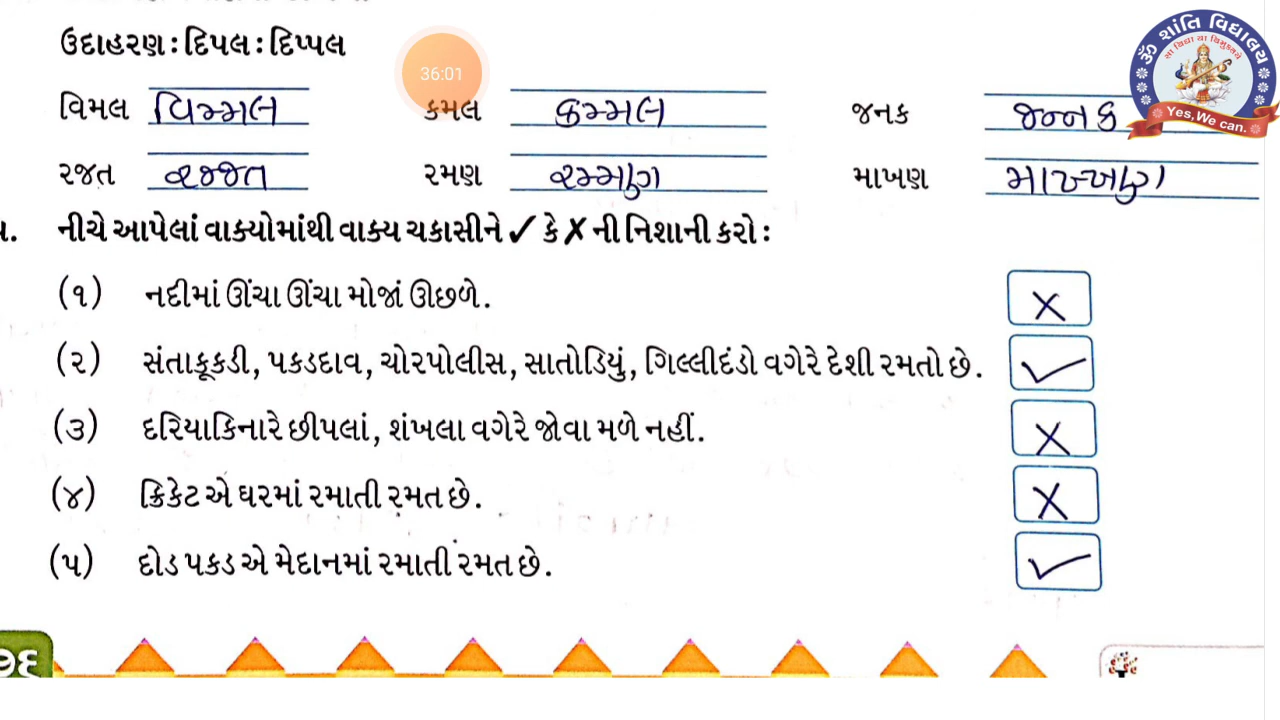 ઉદાહરણ : દિપલ : દિપ્પલ
36:01
ૐ શાંતિ વિદ્યાલય
સા વિદ્યા યા વિમુક્તયે
Yes, We can.
વિમલ વિમ્મલ કમલ કમ્મલ જનક જન્નક
રજત રજ્જત રમણ રમ્મણ માખણ માખ્ખણ
૫. નીચે આપેલાં વાક્યોમાંથી વાક્ય ચકાસીને ✓ કે ✗ ની નિશાની કરો :
(૧) નદીમાં ઊંચા ઊંચા મોજાં ઊછળે. ✗
(૨) સંતાકૂકડી, પકડદાવ, ચોરપોલીસ, સાતોડિયું, ગિલ્લીદંડો વગેરે દેશી રમતો છે. ✓
(૩) દરિયાકિનારે છીપલાં, શંખલા વગેરે જોવા મળે નહીં. ✗
(૪) ક્રિકેટ એ ઘરમાં રમાતી રમત છે. ✗
(૫) દોડ પકડ એ મેદાનમાં રમાતી રમત છે. ✓